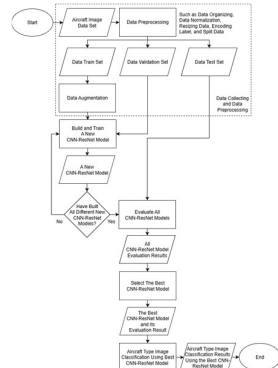 Start
Aircraft Image
Data Set
Data Preprocessing
Such as Data Organizing,
Data Normalization,
Resizing Data, Encoding
Label, and Split Data
Data Train Set
Data Validation Set
Data Test Set
Data Augmentation
Data Collecting
and Data
Preprocessing
Build and Train
A New
CNN-ResNet Model
A New
CNN-ResNet Model
Have Built
All Different New
CNN-ResNet
Models?
No
Yes
Evaluate All
CNN-ResNet Models
All
CNN-ResNet Model
Evaluation Results
Select The Best
CNN-ResNet Model
The Best
CNN-ResNet Model
and Its
Evaluation Result
Aircraft Type Image
Classification Using Best
CNN-ResNet Model
Aircraft Type Image
Classification Results
Using the Best CNN-
ResNet Model
End